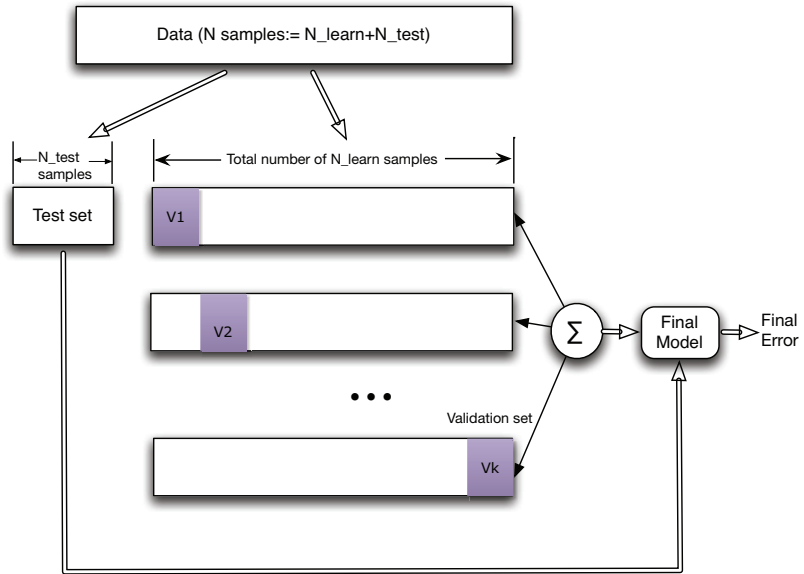 Data (N samples:= N_learn+N_test)
N_test
samples
Total number of N_learn samples
Test set
V1
V2
Σ
Final
Model
Final
Error
...
Validation set
Vk